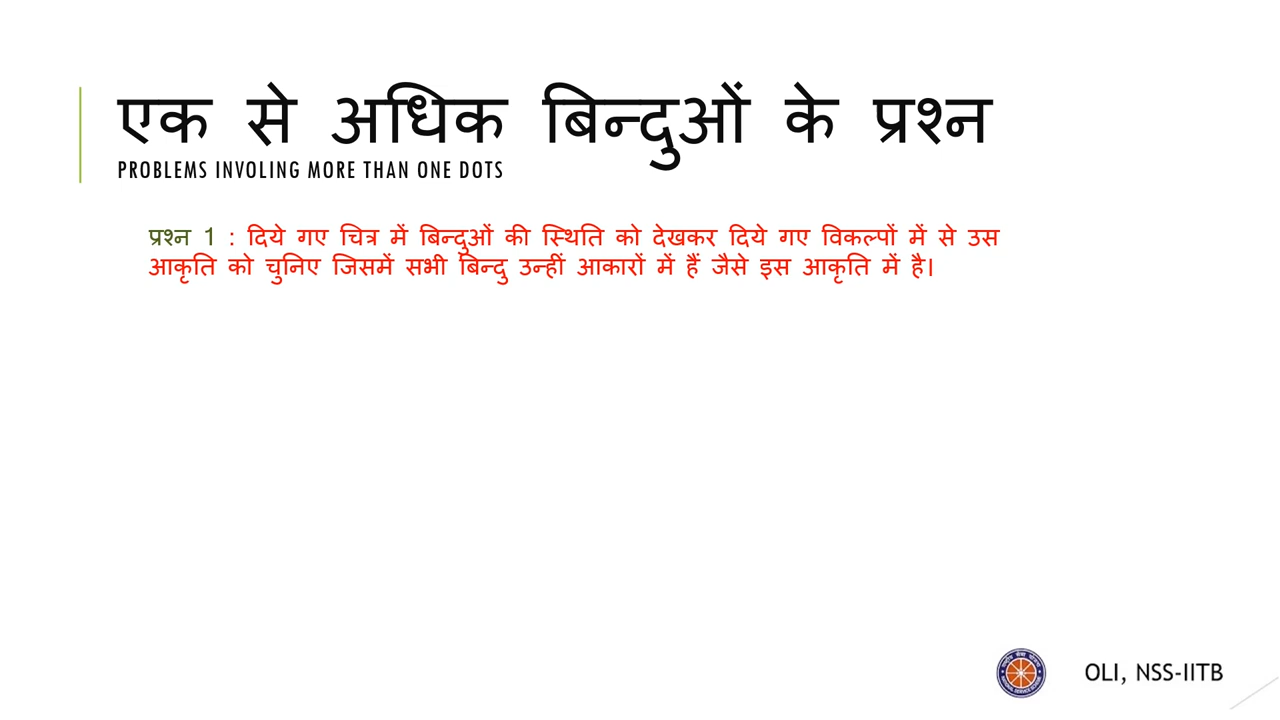 एक से अधिक बिन्दुओं के प्रश्न
PROBLEMS INVOLING MORE THAN ONE DOTS
प्रश्न 1 : दिये गए चित्र में बिन्दुओं की स्थिति को देखकर दिये गए विकल्पों में से उस
आकृति को चुनिए जिसमें सभी बिन्दु उन्हीं आकारों में हैं जैसे इस आकृति में है।
OLI, NSS-IITB